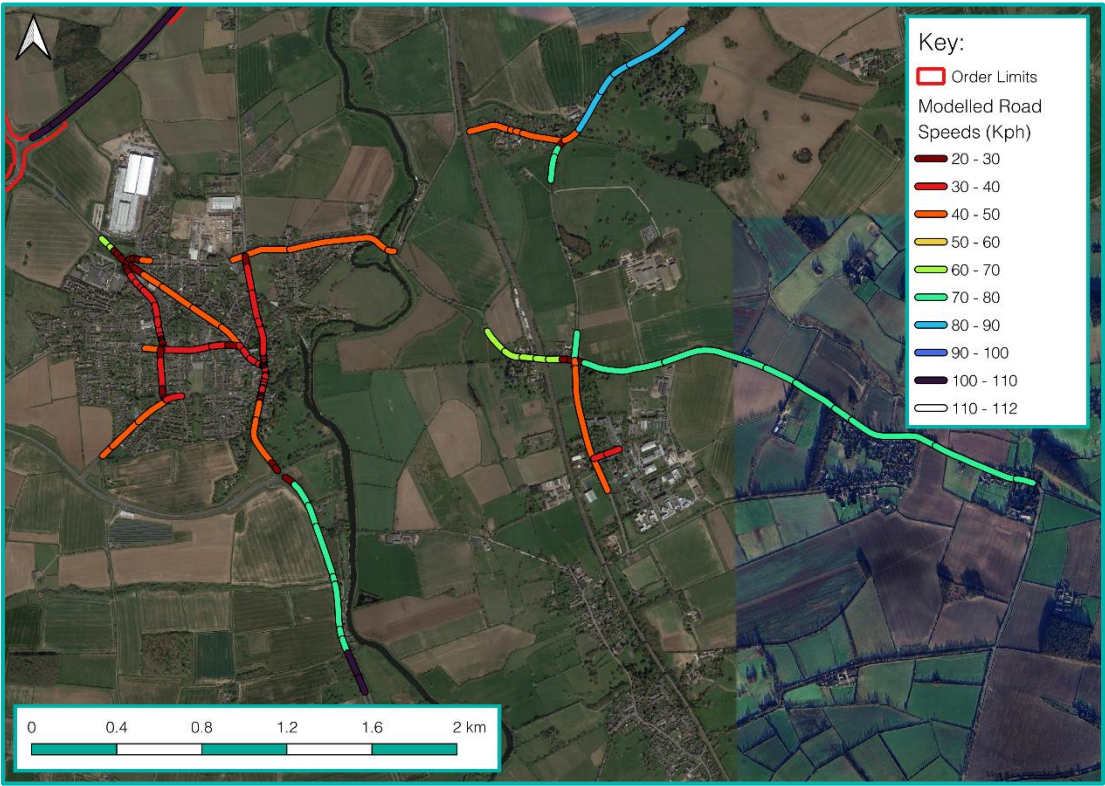 Key:
Order Limits
Modelled Road
Speeds (Kph)
20 - 30
30 - 40
40 - 50
50 - 60
60 - 70
70 - 80
80 - 90
90 - 100
100 - 110
110 - 112
0 0.4 0.8 1.2 1.6 2 km